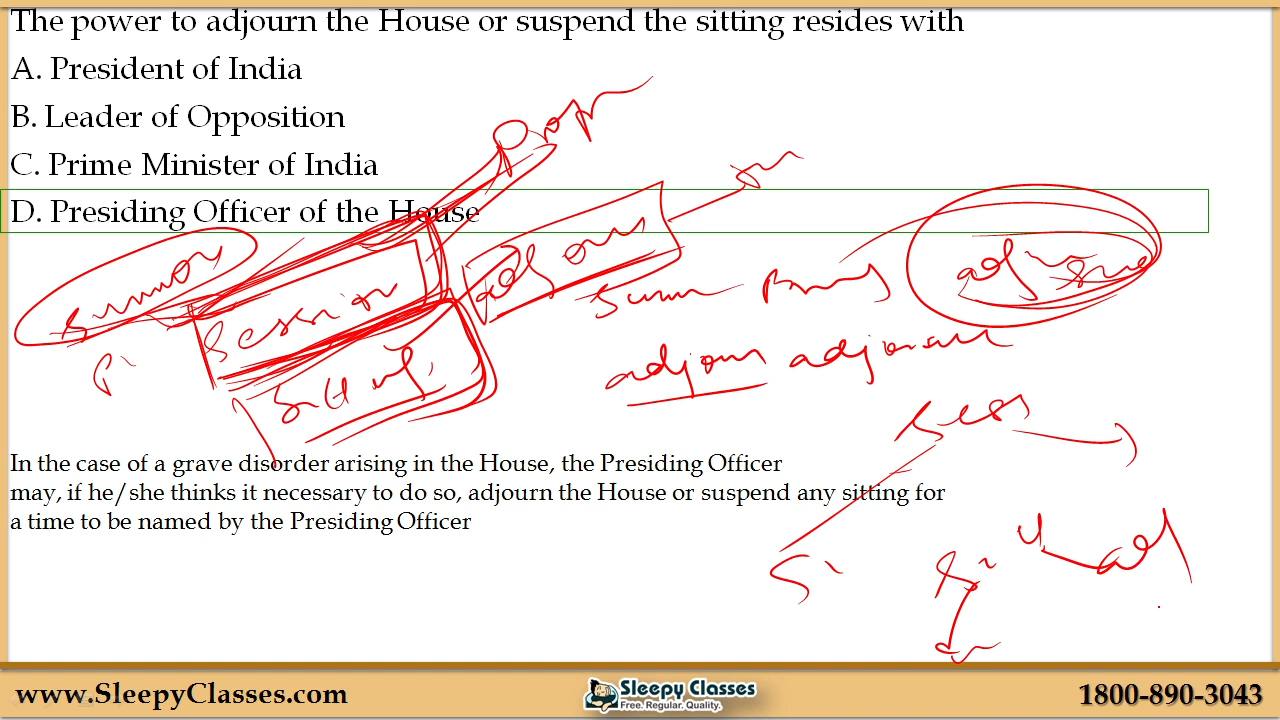 The power to adjourn the House or suspend the sitting resides with
A. President of India
B. Leader of Opposition
C. Prime Minister of India
D. Presiding Officer of the House
Summon
Session
Sitting
adjourn
In the case of a grave disorder arising in the House, the Presiding Officer
may, if he/she thinks it necessary to do so, adjourn the House or suspend any sitting for
a time to be named by the Presiding Officer
www.SleepyClasses.com
Sleepy Classes
Free. Regular. Quality.
1800-890-3043